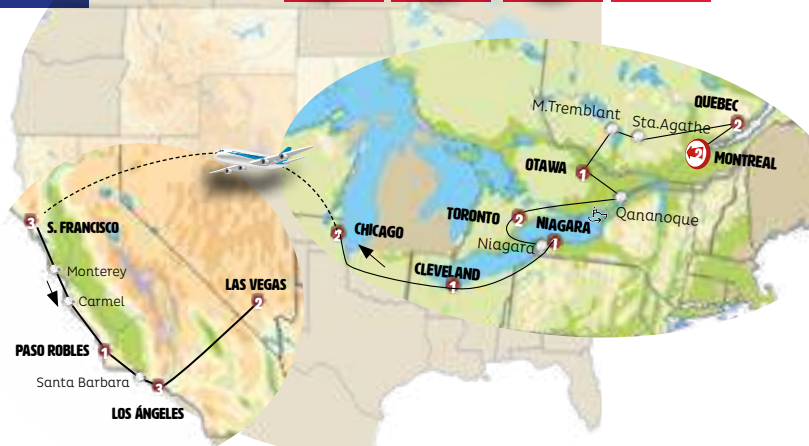 M.Tremblant
QUEBEC
2
Sta.Agathe
2
MONTREAL
OTAWA
1
Qananoque
TORONTO
2
NIAGARA
1
Niagara
3
S. FRANCISCO
CHICAGO
CLEVELAND
1
Monterey
LAS VEGAS
2
Carmel
PASO ROBLES
1
Santa Barbara
3
LOS ÁNGELES